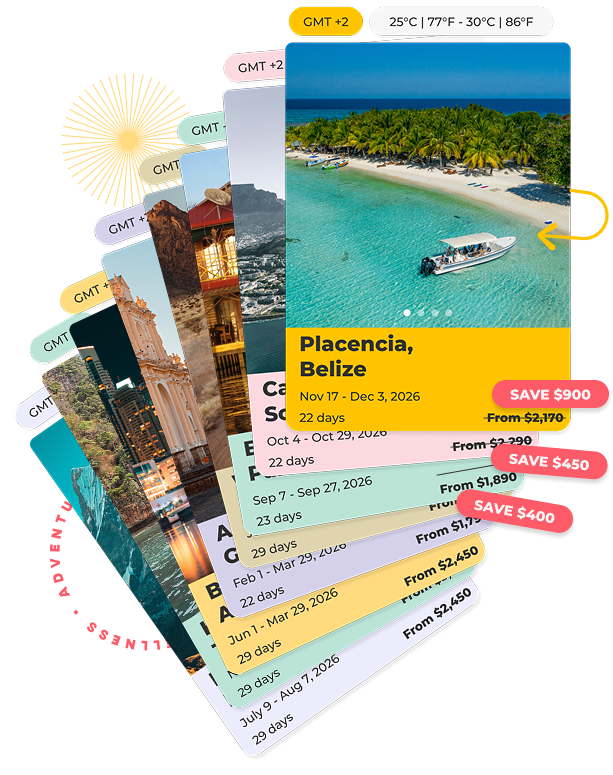 GMT +2
25°C | 77°F - 30°C | 86°F
GMT +2
GMT -
GMT
GMT +2
GMT +
GMT
GMT
Placencia,
Belize
Nov 17 - Dec 3, 2026
22 days
SAVE $900
From $2,170
Ca
So
Oct 4 - Oct 29, 2026
22 days
From $2,290
SAVE $450
Sep 7 - Sep 27, 2026
23 days
From $1,890
SAVE $400
29 days
A
G
Feb 1 - Mar 29, 2026
22 days
B
A
Jun 1 - Mar 29, 2026
29 days
From $2,450
29 days
July 9 - Aug 7, 2026
29 days
From $2,450
LLNESS • ADVENTU